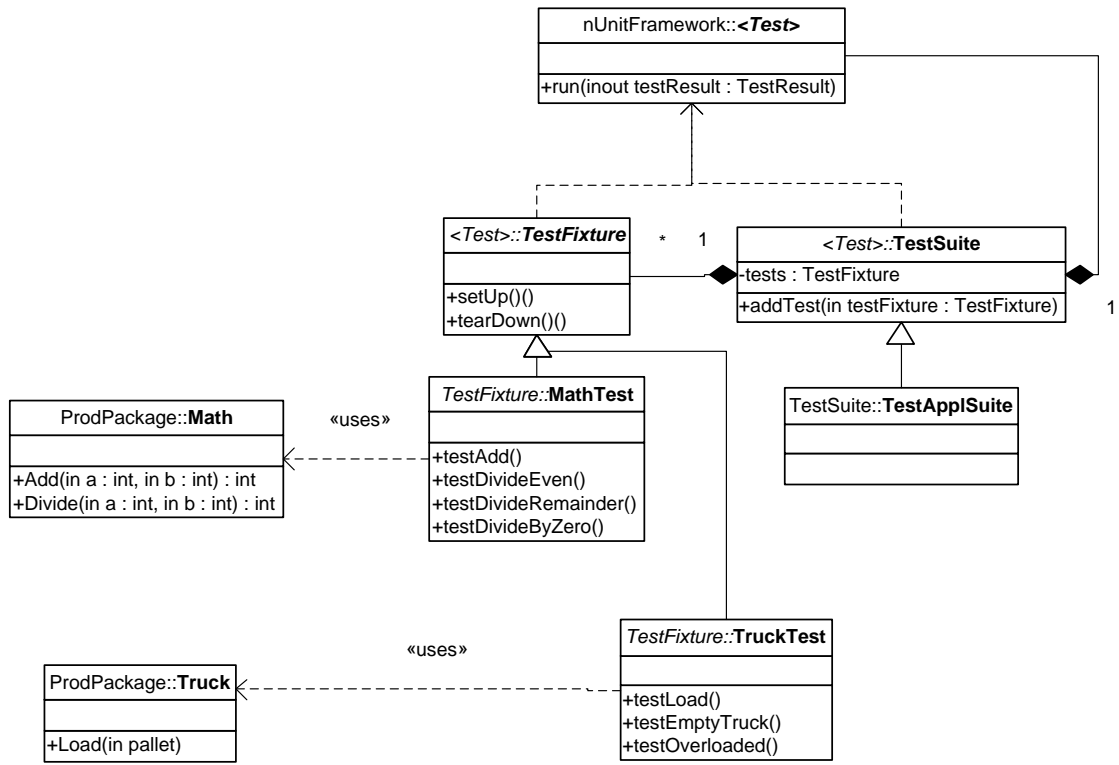 nUnitFramework::<Test>
+run(inout testResult : TestResult)
<Test>::TestFixture
+setUp()()
+tearDown()()
*
1
<Test>::TestSuite
-tests : TestFixture
+addTest(in testFixture : TestFixture)
1
TestFixture::MathTest
+testAdd()
+testDivideEven()
+testDivideRemainder()
+testDivideByZero()
TestSuite::TestApplSuite
ProdPackage::Math
+Add(in a : int, in b : int) : int
+Divide(in a : int, in b : int) : int
«uses»
TestFixture::TruckTest
+testLoad()
+testEmptyTruck()
+testOverloaded()
«uses»
ProdPackage::Truck
+Load(in pallet)